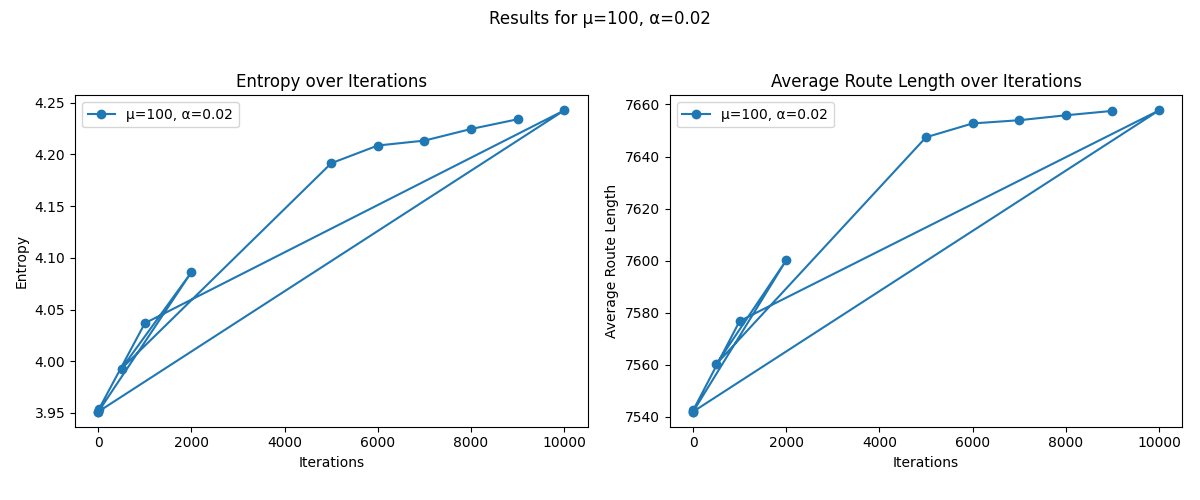 Results for μ=100, α=0.02
Entropy over Iterations
μ=100, α=0.02
Entropy
4.25
4.20
4.15
4.10
4.05
4.00
3.95
0 2000 4000 6000 8000 10000
Iterations
Average Route Length over Iterations
μ=100, α=0.02
Average Route Length
7660
7640
7620
7600
7580
7560
7540
0 2000 4000 6000 8000 10000
Iterations